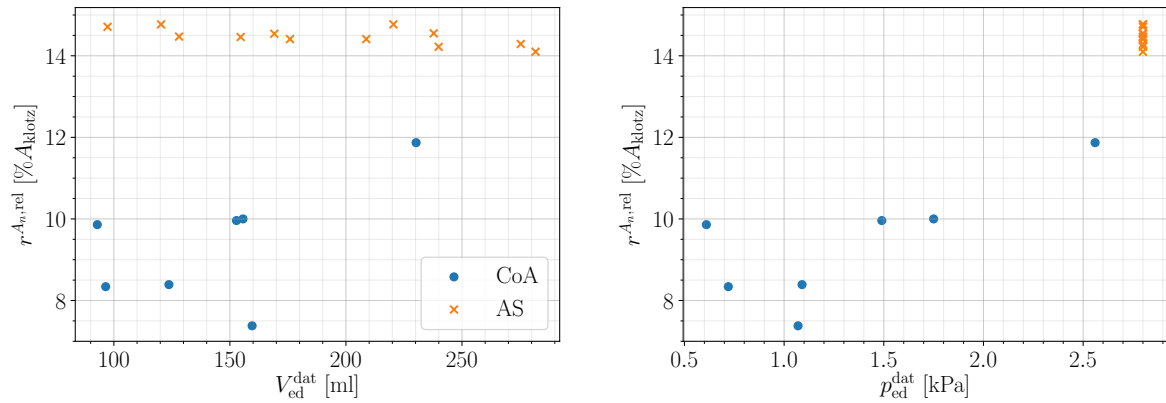 r^{A_n,rel} [%A_klotz]
14
12
10
8
100
150
200
250
V_ed^dat [ml]
CoA
AS
r^{A_n,rel} [%A_klotz]
14
12
10
8
0.5
1.0
1.5
2.0
2.5
p_ed^dat [kPa]